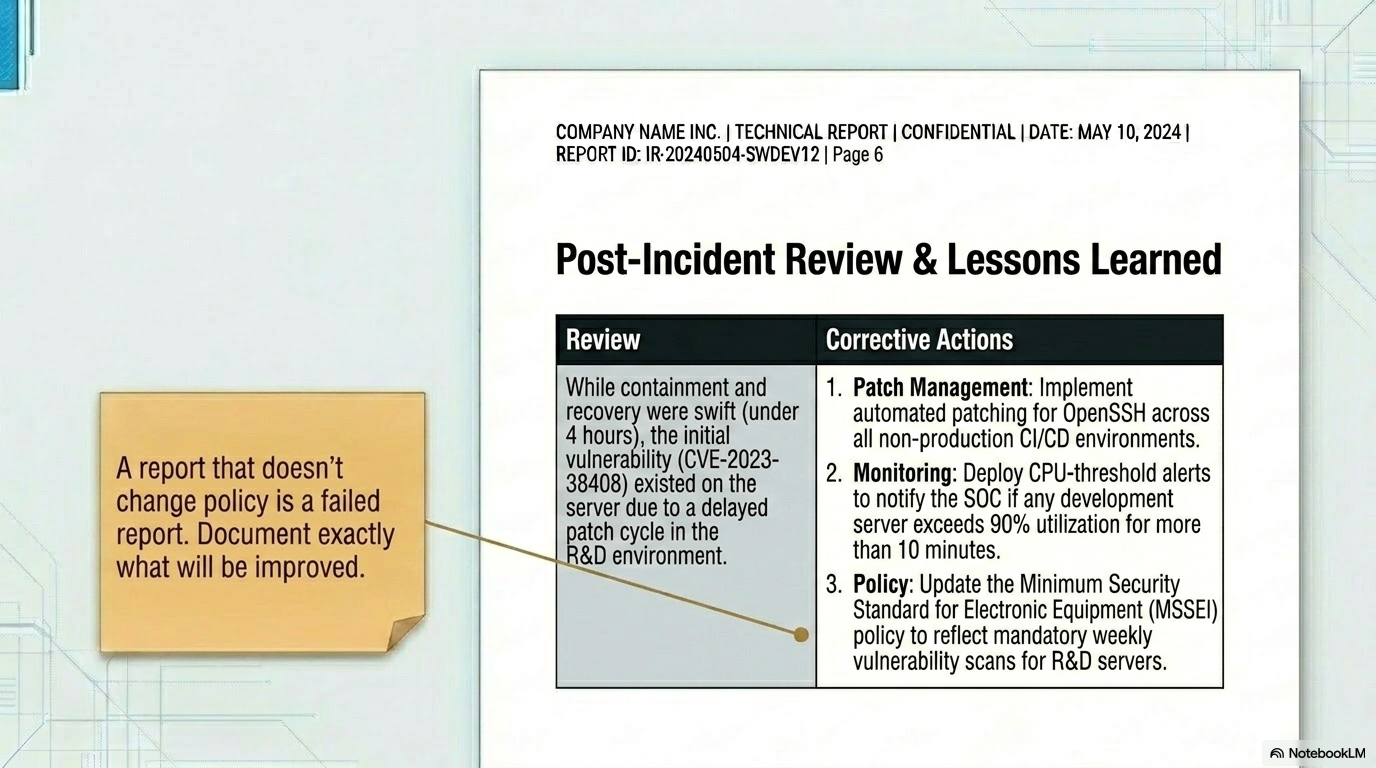 COMPANY NAME INC. | TECHNICAL REPORT | CONFIDENTIAL | DATE: MAY 10, 2024 |
REPORT ID: IR-20240504-SWDEV12 | Page 6
Post-Incident Review & Lessons Learned
Review
While containment and
recovery were swift (under
4 hours), the initial
vulnerability (CVE-2023-
38408) existed on the
server due to a delayed
patch cycle in the
R&D environment.
Corrective Actions
1. Patch Management: Implement
automated patching for OpenSSH across
all non-production CI/CD environments.
2. Monitoring: Deploy CPU-threshold alerts
to notify the SOC if any development
server exceeds 90% utilization for more
than 10 minutes.
3. Policy: Update the Minimum Security
Standard for Electronic Equipment (MSSEI)
policy to reflect mandatory weekly
vulnerability scans for R&D servers.
A report that doesn't
change policy is a failed
report. Document exactly
what will be improved.
NotebookLM